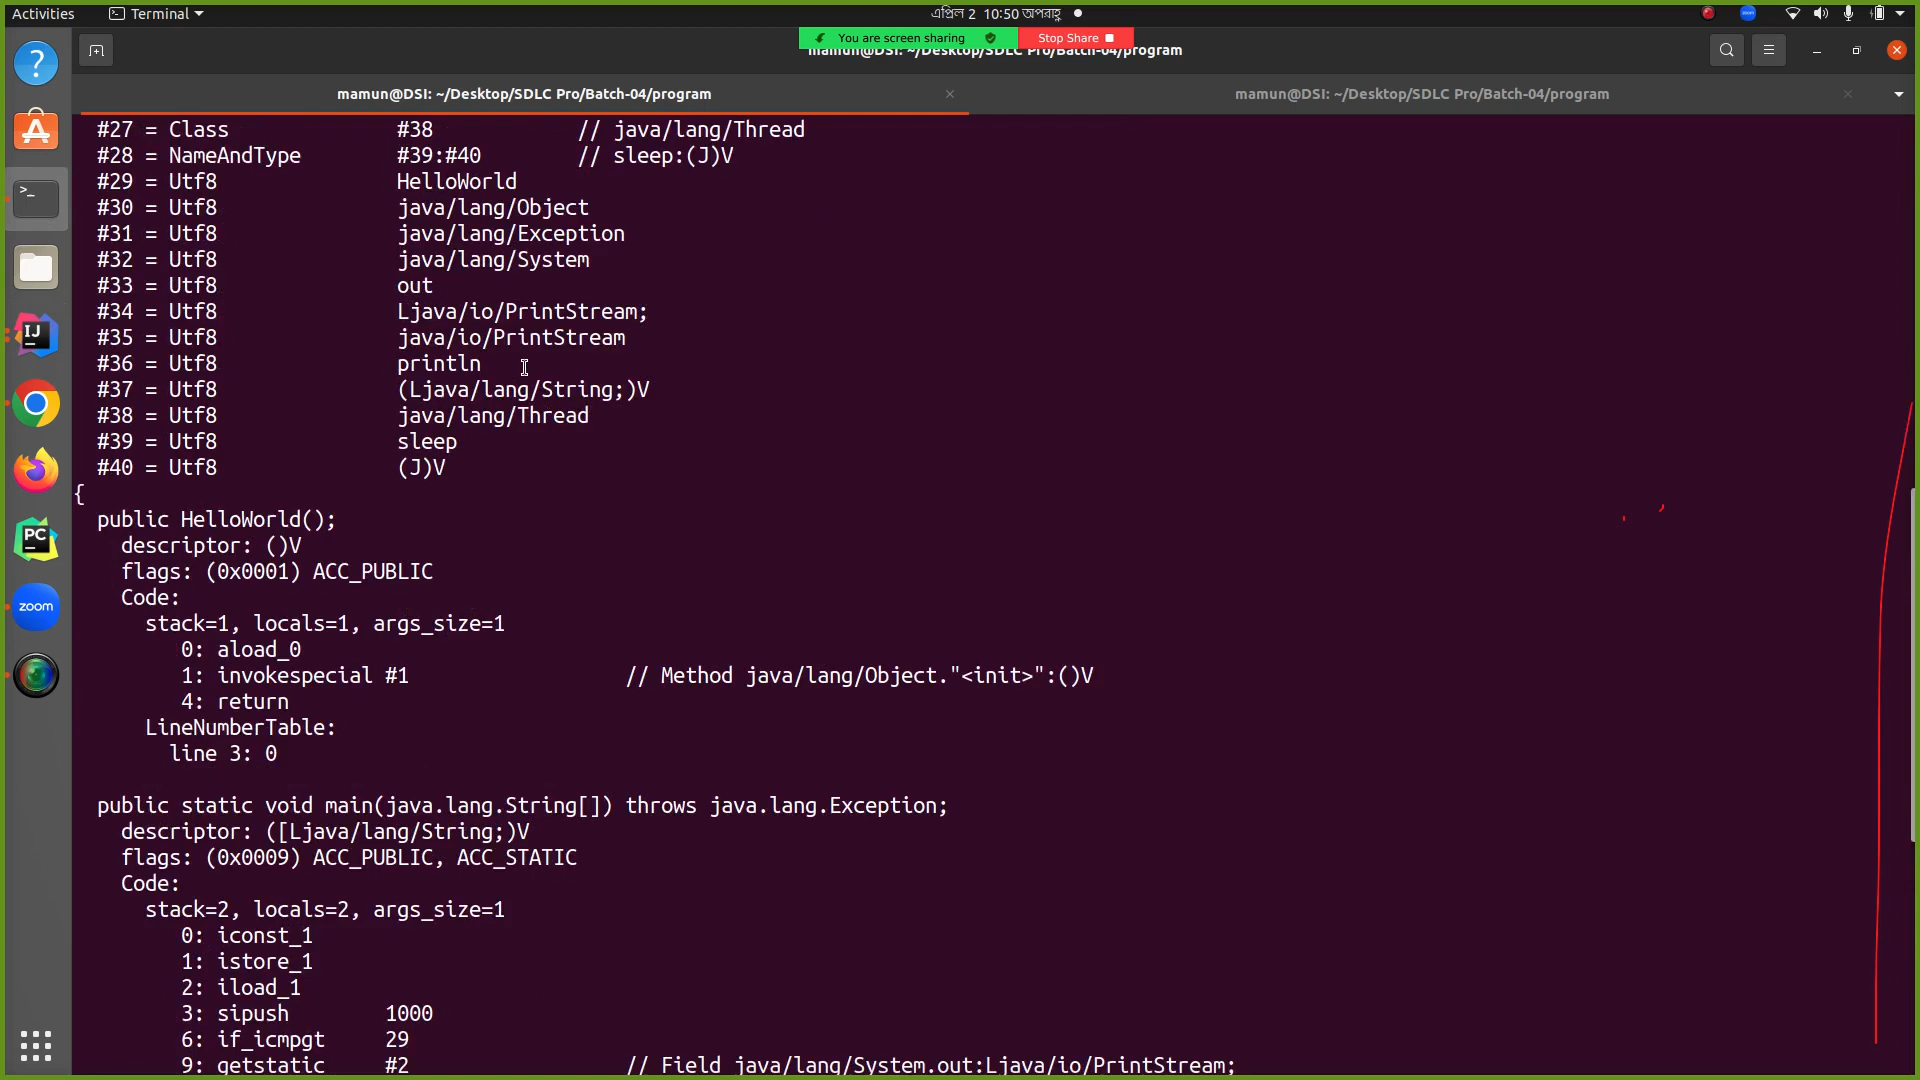 Activities
Terminal
এপ্রিল 2 10:50 অপরাহ্ণ
You are screen sharing
Stop Share
mamun@DSI: ~/Desktop/SDLC Pro/Batch-04/program
mamun@DSI: ~/Desktop/SDLC Pro/Batch-04/program
mamun@DSI: ~/Desktop/SDLC Pro/Batch-04/program
#27 = Class #38 // java/lang/Thread
#28 = NameAndType #39:#40 // sleep:(J)V
#29 = Utf8 HelloWorld
#30 = Utf8 java/lang/Object
#31 = Utf8 java/lang/Exception
#32 = Utf8 java/lang/System
#33 = Utf8 out
#34 = Utf8 Ljava/io/PrintStream;
#35 = Utf8 java/io/PrintStream
#36 = Utf8 println
#37 = Utf8 (Ljava/lang/String;)V
#38 = Utf8 java/lang/Thread
#39 = Utf8 sleep
#40 = Utf8 (J)V
{
public HelloWorld();
descriptor: ()V
flags: (0x0001) ACC_PUBLIC
Code:
stack=1, locals=1, args_size=1
0: aload_0
1: invokespecial #1 // Method java/lang/Object."<init>":()V
4: return
LineNumberTable:
line 3: 0
public static void main(java.lang.String[]) throws java.lang.Exception;
descriptor: ([Ljava/lang/String;)V
flags: (0x0009) ACC_PUBLIC, ACC_STATIC
Code:
stack=2, locals=2, args_size=1
0: iconst_1
1: istore_1
2: iload_1
3: sipush 1000
6: if_icmpgt 29
9: getstatic #2 // Field java/lang/System.out:Ljava/io/PrintStream;
IJ
PC
zoom
zoom